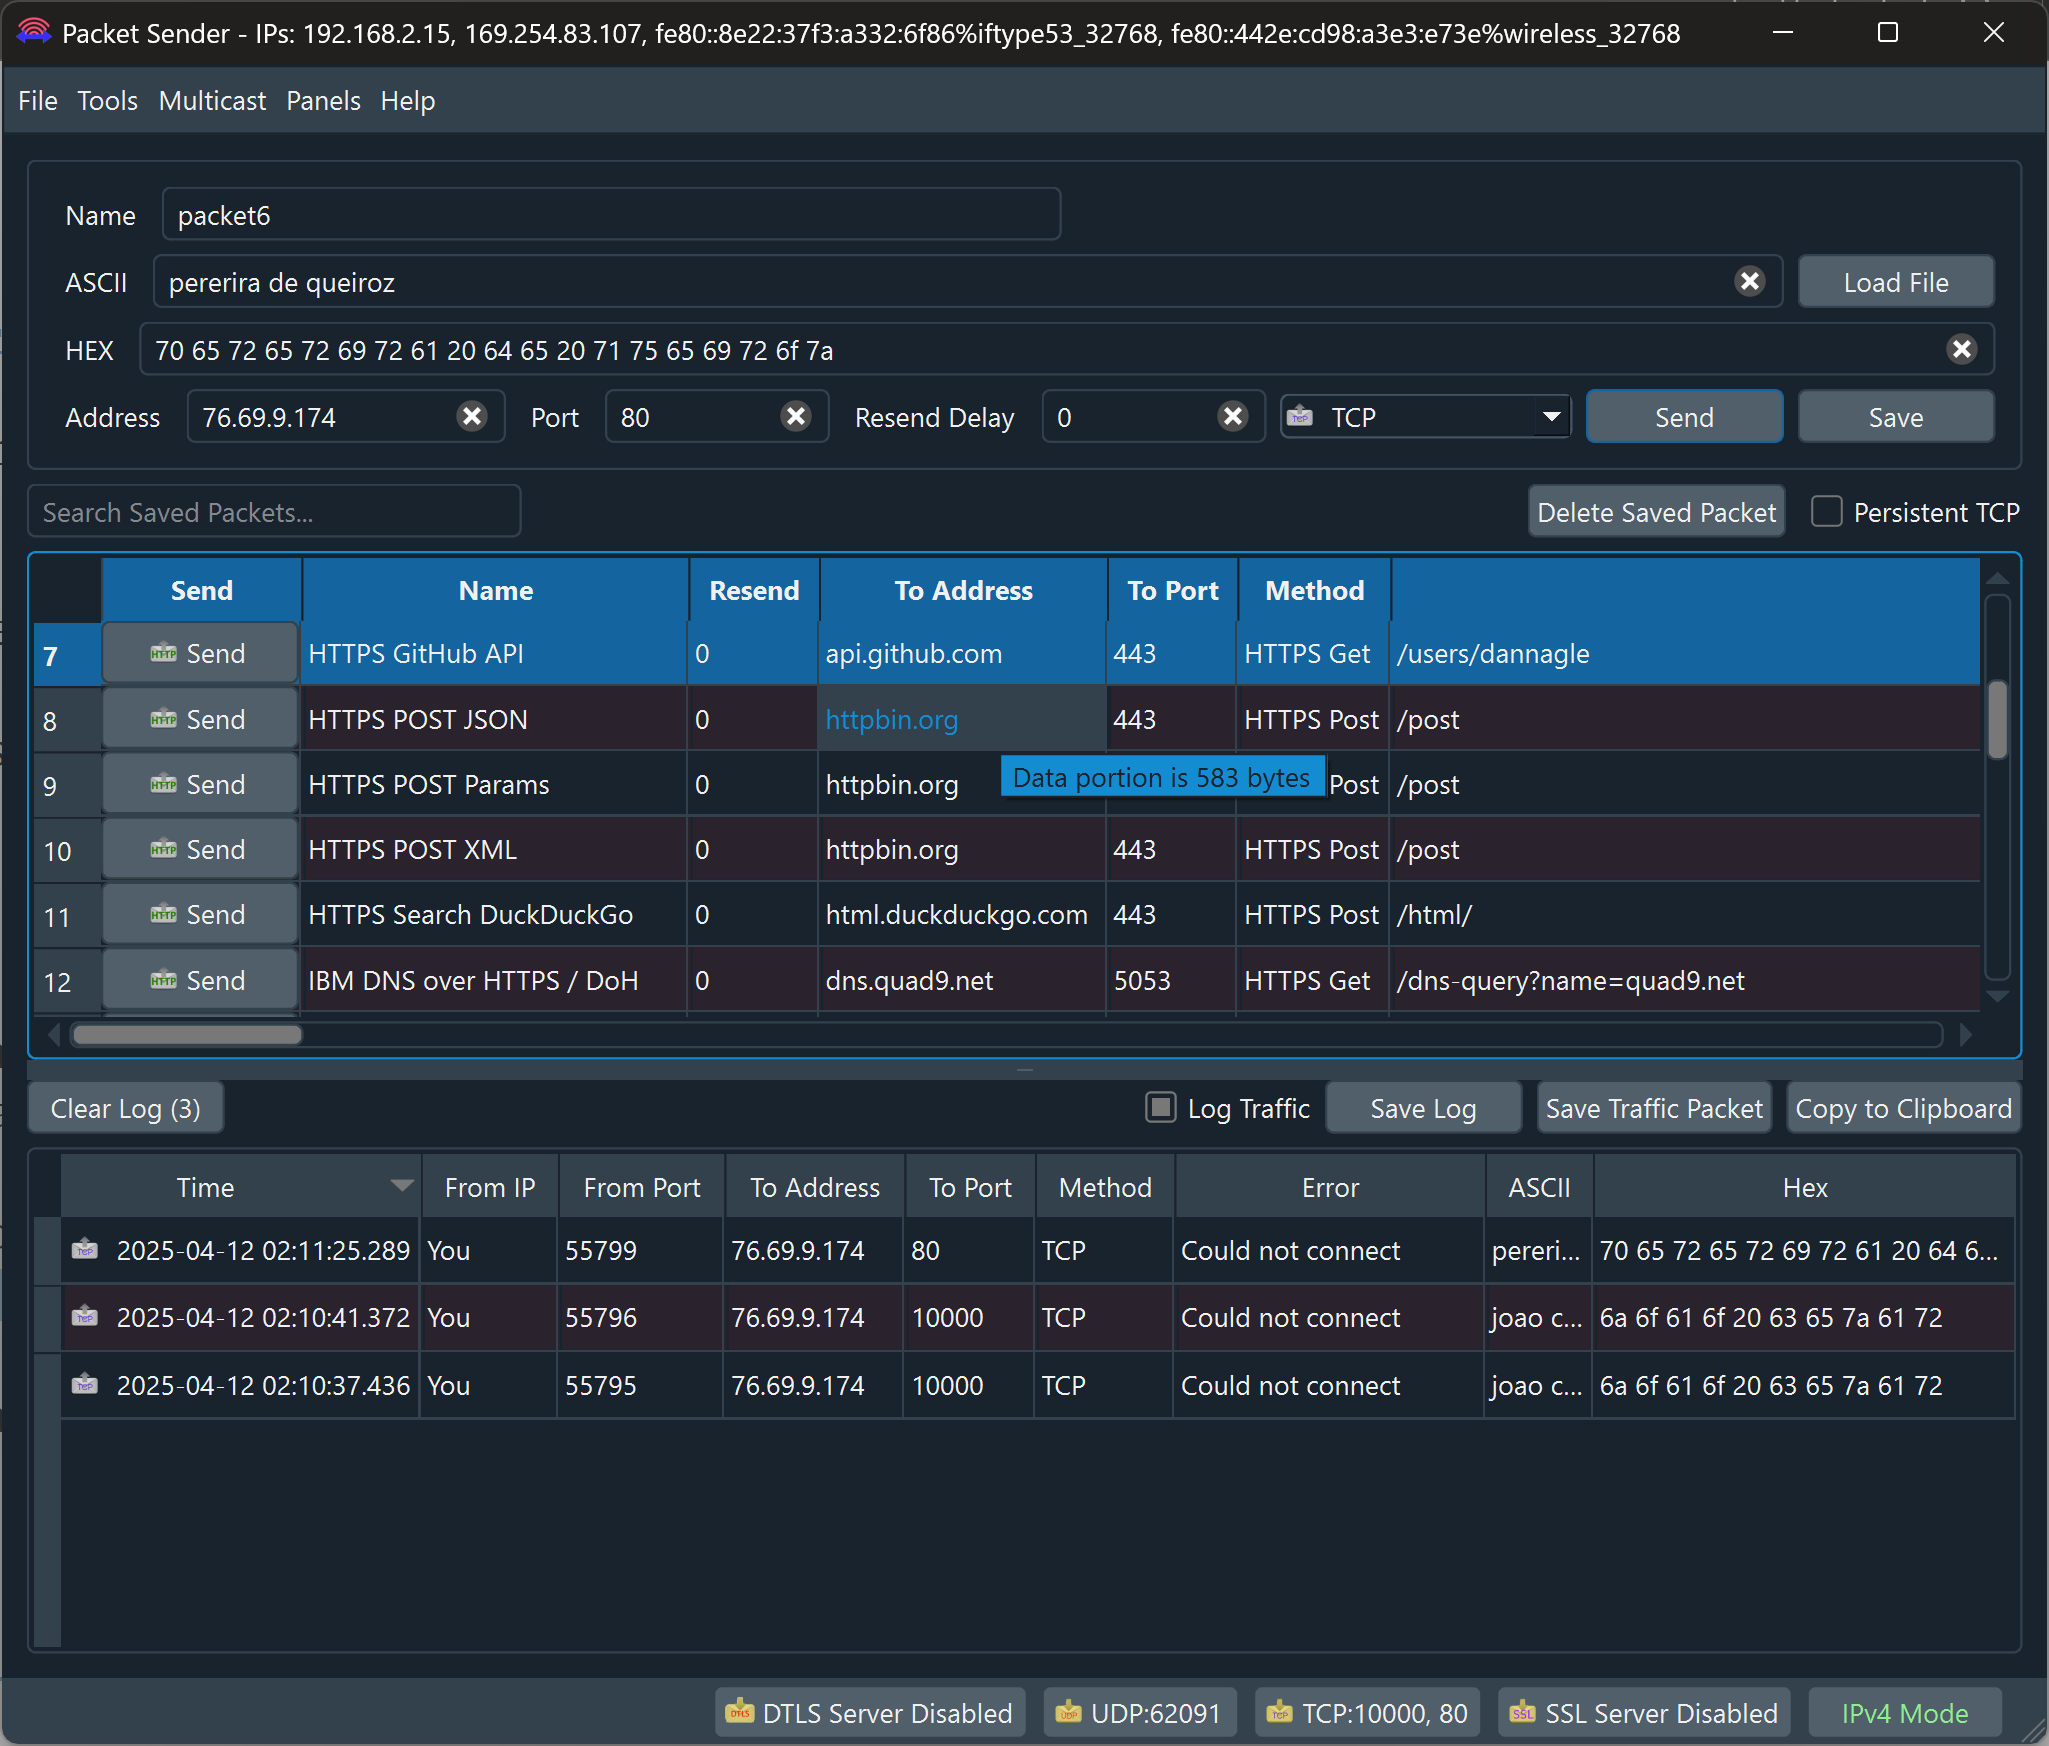 Packet Sender - IPs: 192.168.2.15, 169.254.83.107, fe80::8e22:37f3:a332:6f86%iftype53_32768, fe80::442e:cd98:a3e3:e73e%wireless_32768
File Tools Multicast Panels Help
Name packet6
ASCII pererira de queiroz Load File
HEX 70 65 72 65 72 69 72 61 20 64 65 20 71 75 65 69 72 6f 7a
Address 76.69.9.174 Port 80 Resend Delay 0 TCP TCP Send Save
Search Saved Packets... Delete Saved Packet Persistent TCP
Send Name Resend To Address To Port Method
7 HTTP Send HTTPS GitHub API 0 api.github.com 443 HTTPS Get /users/dannagle
8 HTTP Send HTTPS POST JSON 0 httpbin.org 443 HTTPS Post /post
9 HTTP Send HTTPS POST Params 0 httpbin.org Data portion is 583 bytes Post /post
10 HTTP Send HTTPS POST XML 0 httpbin.org 443 HTTPS Post /post
11 HTTP Send HTTPS Search DuckDuckGo 0 html.duckduckgo.com 443 HTTPS Post /html/
12 HTTP Send IBM DNS over HTTPS / DoH 0 dns.quad9.net 5053 HTTPS Get /dns-query?name=quad9.net
Clear Log (3) Log Traffic Save Log Save Traffic Packet Copy to Clipboard
Time From IP From Port To Address To Port Method Error ASCII Hex
TCP 2025-04-12 02:11:25.289 You 55799 76.69.9.174 80 TCP Could not connect pereri... 70 65 72 65 72 69 72 61 20 64 6...
TCP 2025-04-12 02:10:41.372 You 55796 76.69.9.174 10000 TCP Could not connect joao c... 6a 6f 61 6f 20 63 65 7a 61 72
TCP 2025-04-12 02:10:37.436 You 55795 76.69.9.174 10000 TCP Could not connect joao c... 6a 6f 61 6f 20 63 65 7a 61 72
DTLS DTLS Server Disabled UDP UDP:62091 TCP TCP:10000, 80 SSL SSL Server Disabled IPv4 Mode